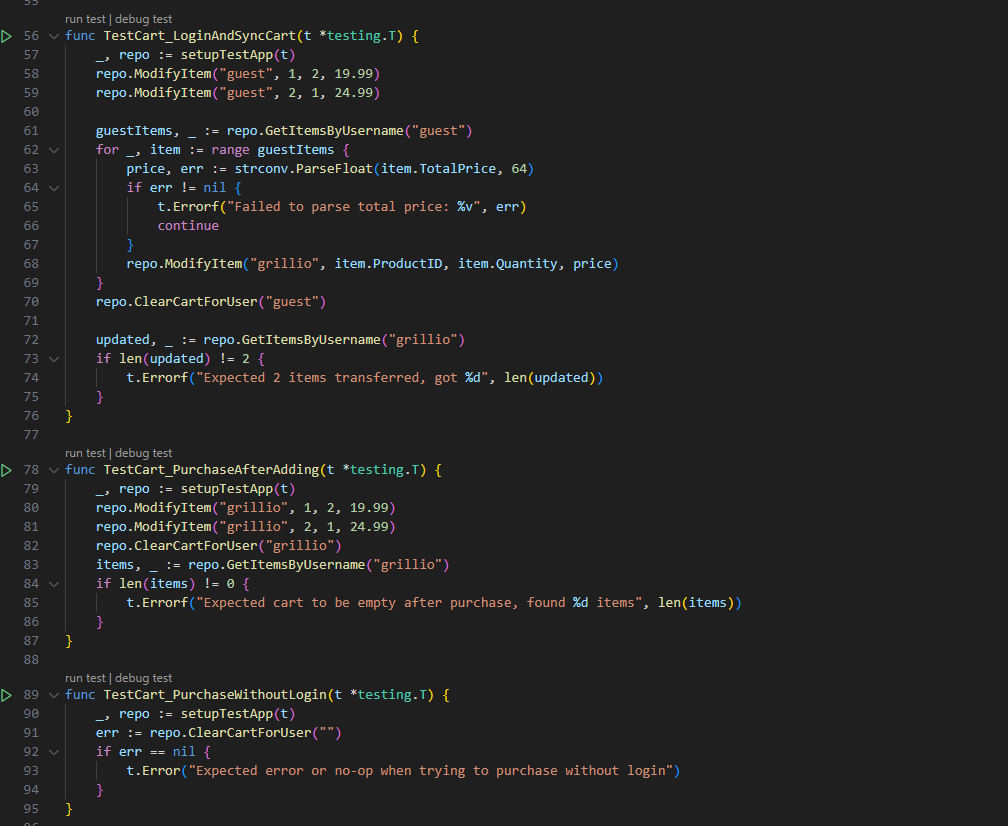 55
run test | debug test
56 func TestCart_LoginAndSyncCart(t *testing.T) {
57 _, repo := setupTestApp(t)
58 repo.ModifyItem("guest", 1, 2, 19.99)
59 repo.ModifyItem("guest", 2, 1, 24.99)
60
61 guestItems, _ := repo.GetItemsByUsername("guest")
62 for _, item := range guestItems {
63 price, err := strconv.ParseFloat(item.TotalPrice, 64)
64 if err != nil {
65 t.Errorf("Failed to parse total price: %v", err)
66 continue
67 }
68 repo.ModifyItem("grillio", item.ProductID, item.Quantity, price)
69 }
70 repo.ClearCartForUser("guest")
71
72 updated, _ := repo.GetItemsByUsername("grillio")
73 if len(updated) != 2 {
74 t.Errorf("Expected 2 items transferred, got %d", len(updated))
75 }
76 }
77
run test | debug test
78 func TestCart_PurchaseAfterAdding(t *testing.T) {
79 _, repo := setupTestApp(t)
80 repo.ModifyItem("grillio", 1, 2, 19.99)
81 repo.ModifyItem("grillio", 2, 1, 24.99)
82 repo.ClearCartForUser("grillio")
83 items, _ := repo.GetItemsByUsername("grillio")
84 if len(items) != 0 {
85 t.Errorf("Expected cart to be empty after purchase, found %d items", len(items))
86 }
87 }
88
run test | debug test
89 func TestCart_PurchaseWithoutLogin(t *testing.T) {
90 _, repo := setupTestApp(t)
91 err := repo.ClearCartForUser("")
92 if err == nil {
93 t.Error("Expected error or no-op when trying to purchase without login")
94 }
95 }
96